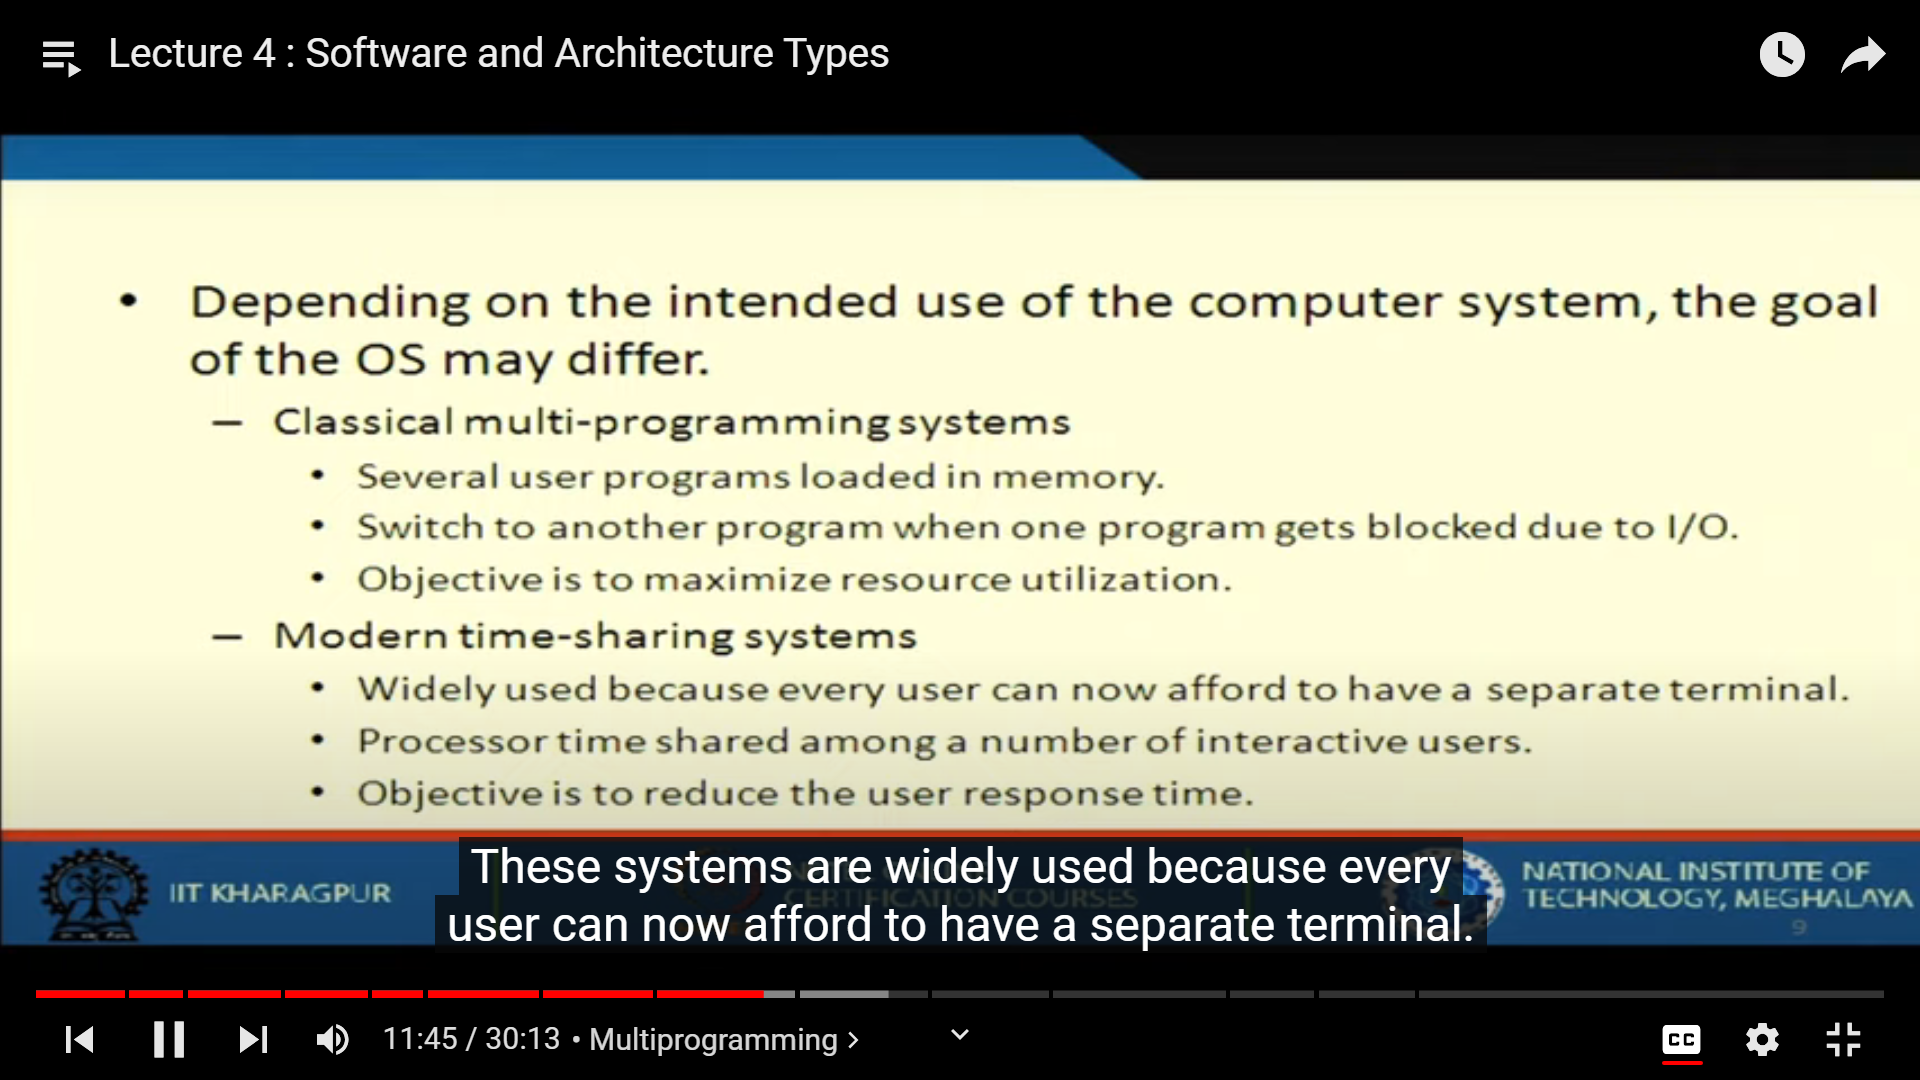 Lecture 4 : Software and Architecture Types
• Depending on the intended use of the computer system, the goal
of the OS may differ.
– Classical multi-programming systems
• Several user programs loaded in memory.
• Switch to another program when one program gets blocked due to I/O.
• Objective is to maximize resource utilization.
– Modern time-sharing systems
• Widely used because every user can now afford to have a separate terminal.
• Processor time shared among a number of interactive users.
• Objective is to reduce the user response time.
These systems are widely used because every
user can now afford to have a separate terminal.
IIT KHARAGPUR
CERTIFICATION COURSES
NATIONAL INSTITUTE OF
TECHNOLOGY, MEGHALAYA
9
11:45 / 30:13 • Multiprogramming
CC